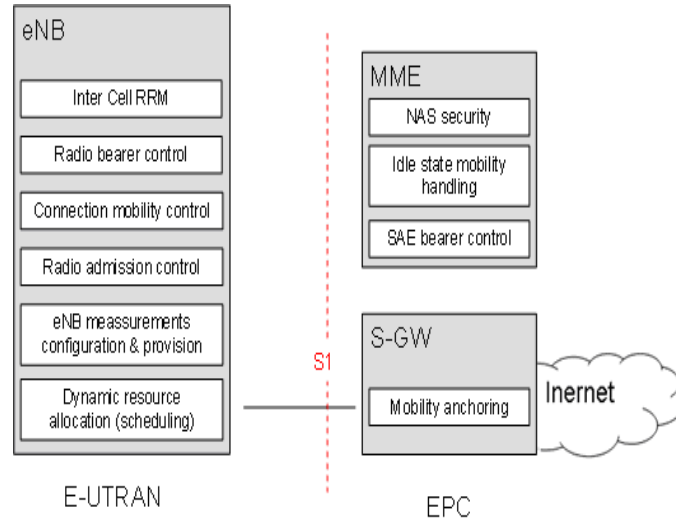 eNB
Inter Cell RRM
Radio bearer control
Connection mobility control
Radio admission control
eNB meassurements
configuration & provision
Dynamic resource
allocation (scheduling)
E-UTRAN
S1
MME
NAS security
Idle state mobility
handling
SAE bearer control
S-GW
Mobility anchoring
Inernet
EPC